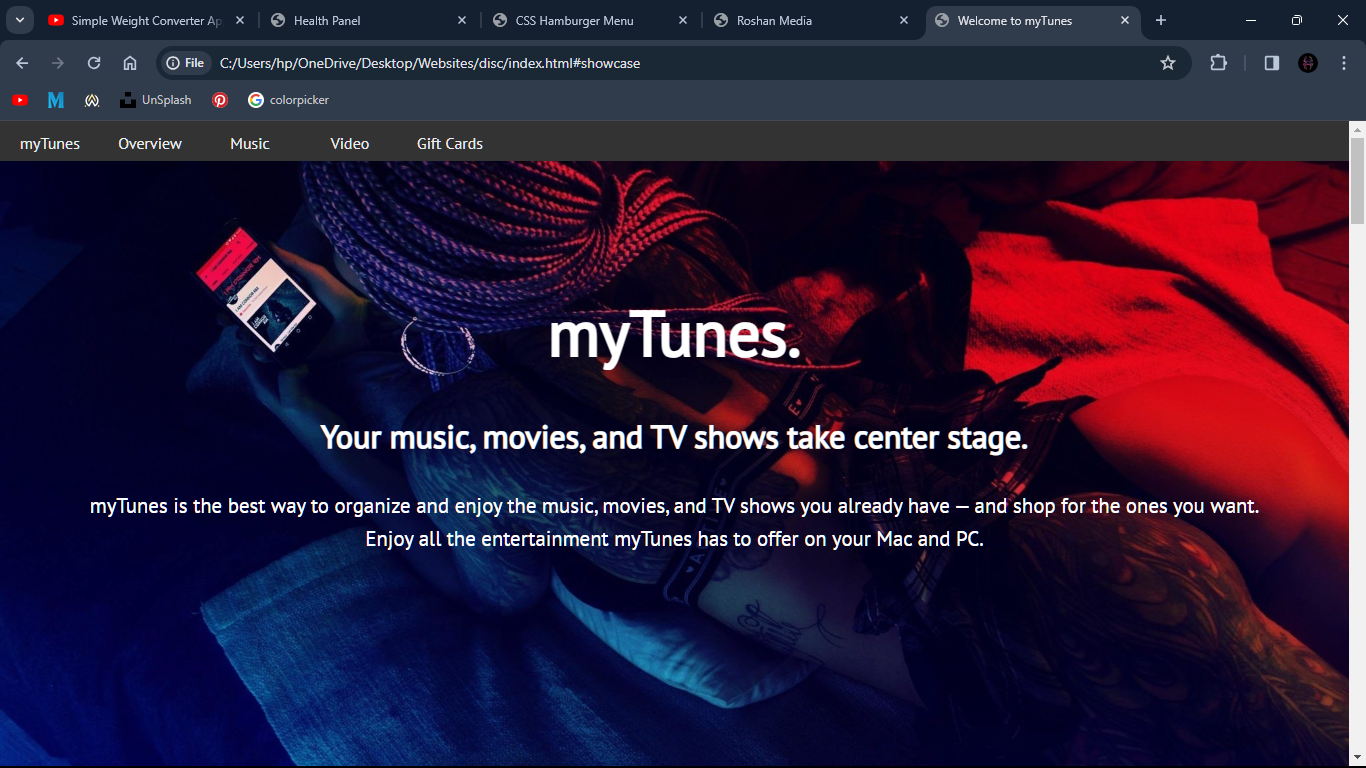 Simple Weight Converter Ap
Health Panel
CSS Hamburger Menu
Roshan Media
Welcome to myTunes
File
C:/Users/hp/OneDrive/Desktop/Websites/disc/index.html#showcase
M
UnSplash
colorpicker
myTunes
Overview
Music
Video
Gift Cards
myTunes.
Your music, movies, and TV shows take center stage.
myTunes is the best way to organize and enjoy the music, movies, and TV shows you already have — and shop for the ones you want.
Enjoy all the entertainment myTunes has to offer on your Mac and PC.